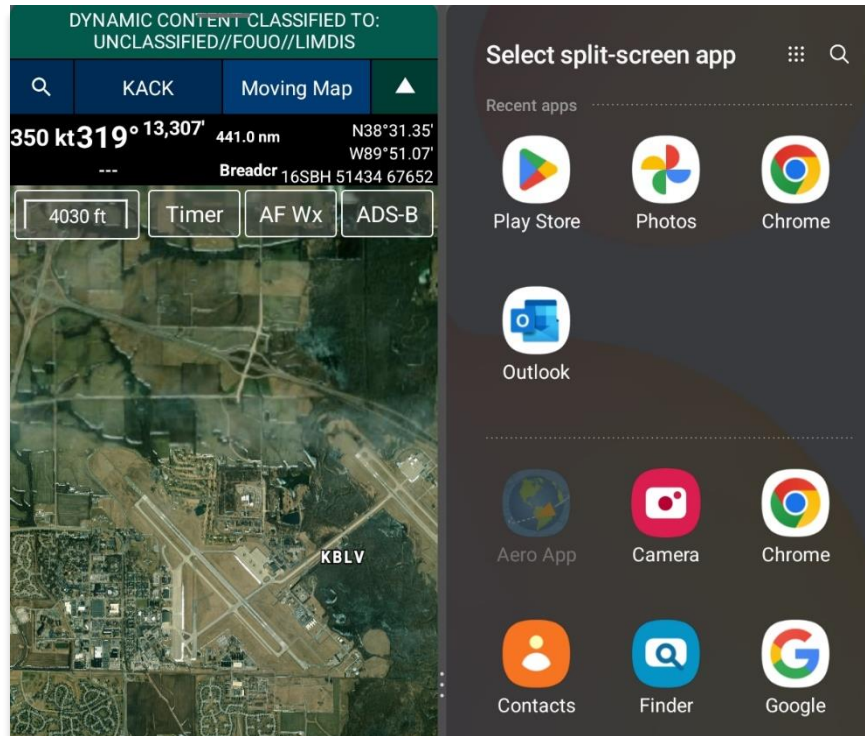 DYNAMIC CONTENT CLASSIFIED TO:
UNCLASSIFIED//FOUO//LIMDIS
KACK
Moving Map
350 kt 319° 13,307' 441.0 nm N38°31.35'
W89°51.07'
--- Breadcr 16SBH 51434 67652
4030 ft
Timer
AF Wx
ADS-B
KBLV
Select split-screen app
Recent apps
Play Store
Photos
Chrome
Outlook
Aero App
Camera
Chrome
Contacts
Finder
Google